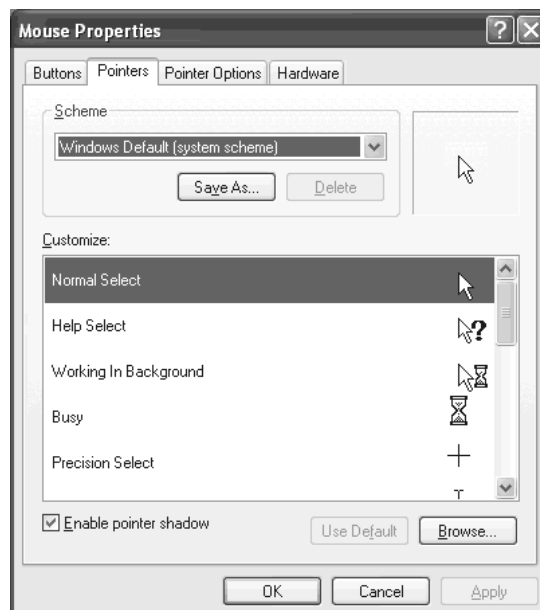 Mouse Properties
Buttons Pointers Pointer Options Hardware
Scheme
Windows Default (system scheme)
Save As... Delete
Customize:
Normal Select
Help Select
Working In Background
Busy
Precision Select
Enable pointer shadow
Use Default Browse...
OK Cancel Apply